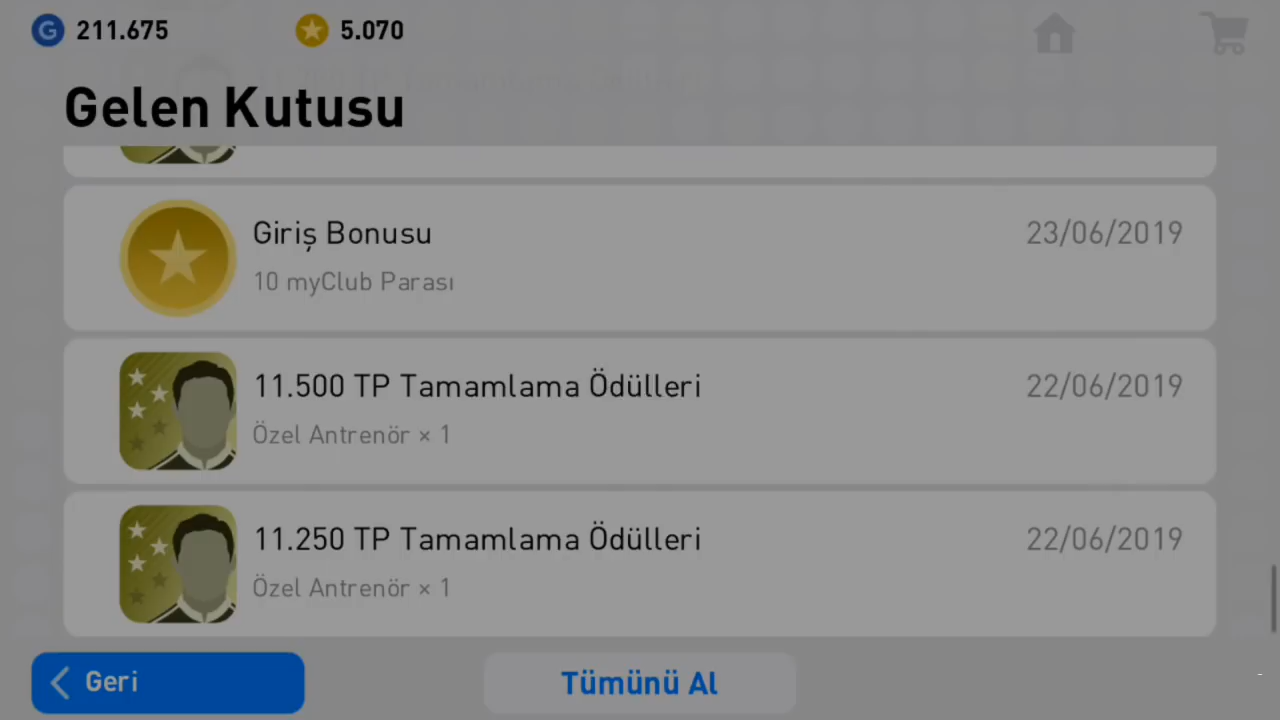 211.675
5.070
Gelen Kutusu
Giriş Bonusu
23/06/2019
10 myClub Parası
11.500 TP Tamamlama Ödülleri
22/06/2019
Özel Antrenör × 1
11.250 TP Tamamlama Ödülleri
22/06/2019
Özel Antrenör × 1
Geri
Tümünü Al